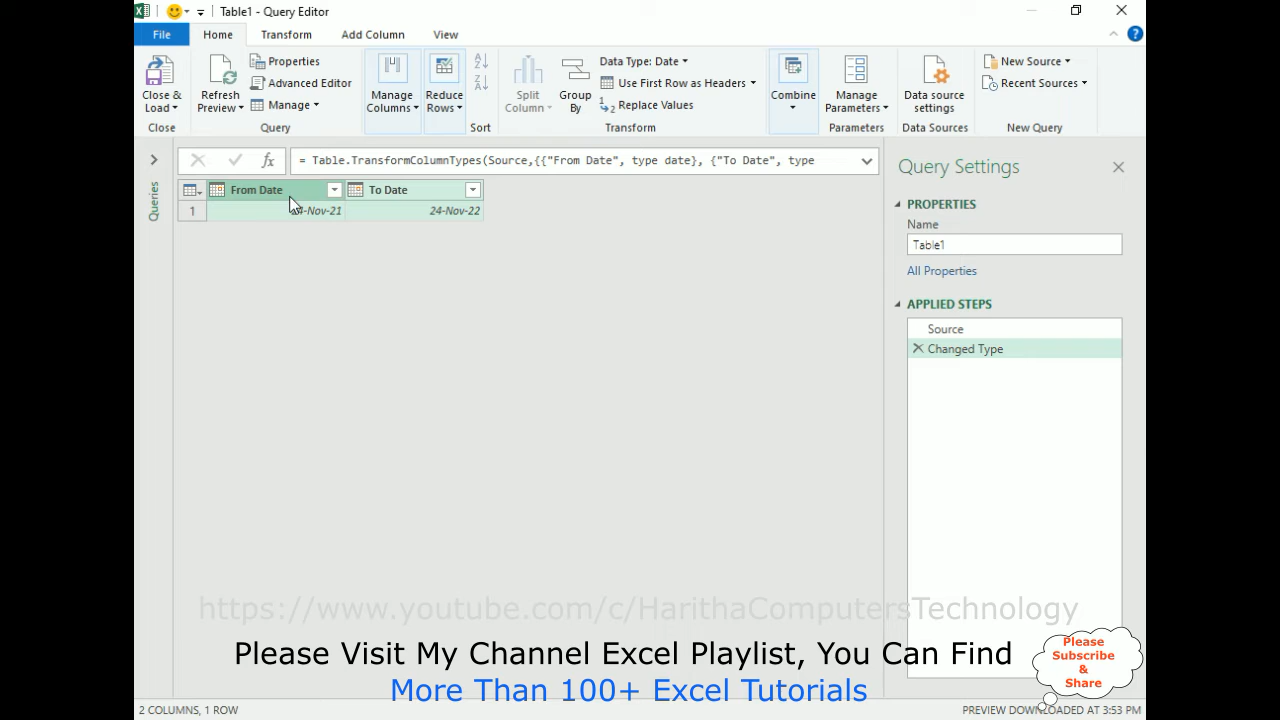 Table1 - Query Editor
File
Home
Transform
Add Column
View
Close & Load
Close
Refresh Preview
Properties
Advanced Editor
Manage
Query
Manage Columns
Reduce Rows
Sort
Split Column
Group By
Data Type: Date
Use First Row as Headers
Replace Values
Transform
Combine
Manage Parameters
Parameters
Data source settings
Data Sources
New Source
Recent Sources
New Query
fx
= Table.TransformColumnTypes(Source,{{"From Date", type date}, {"To Date", type
Queries
From Date
To Date
1
-Nov-21
24-Nov-22
Query Settings
PROPERTIES
Name
Table1
All Properties
APPLIED STEPS
Source
Changed Type
https://www.youtube.com/c/HarithaComputersTechnology
Please Visit My Channel Excel Playlist, You Can Find
More Than 100+ Excel Tutorials
Please
Subscribe
&
Share
2 COLUMNS, 1 ROW
PREVIEW DOWNLOADED AT 3:53 PM